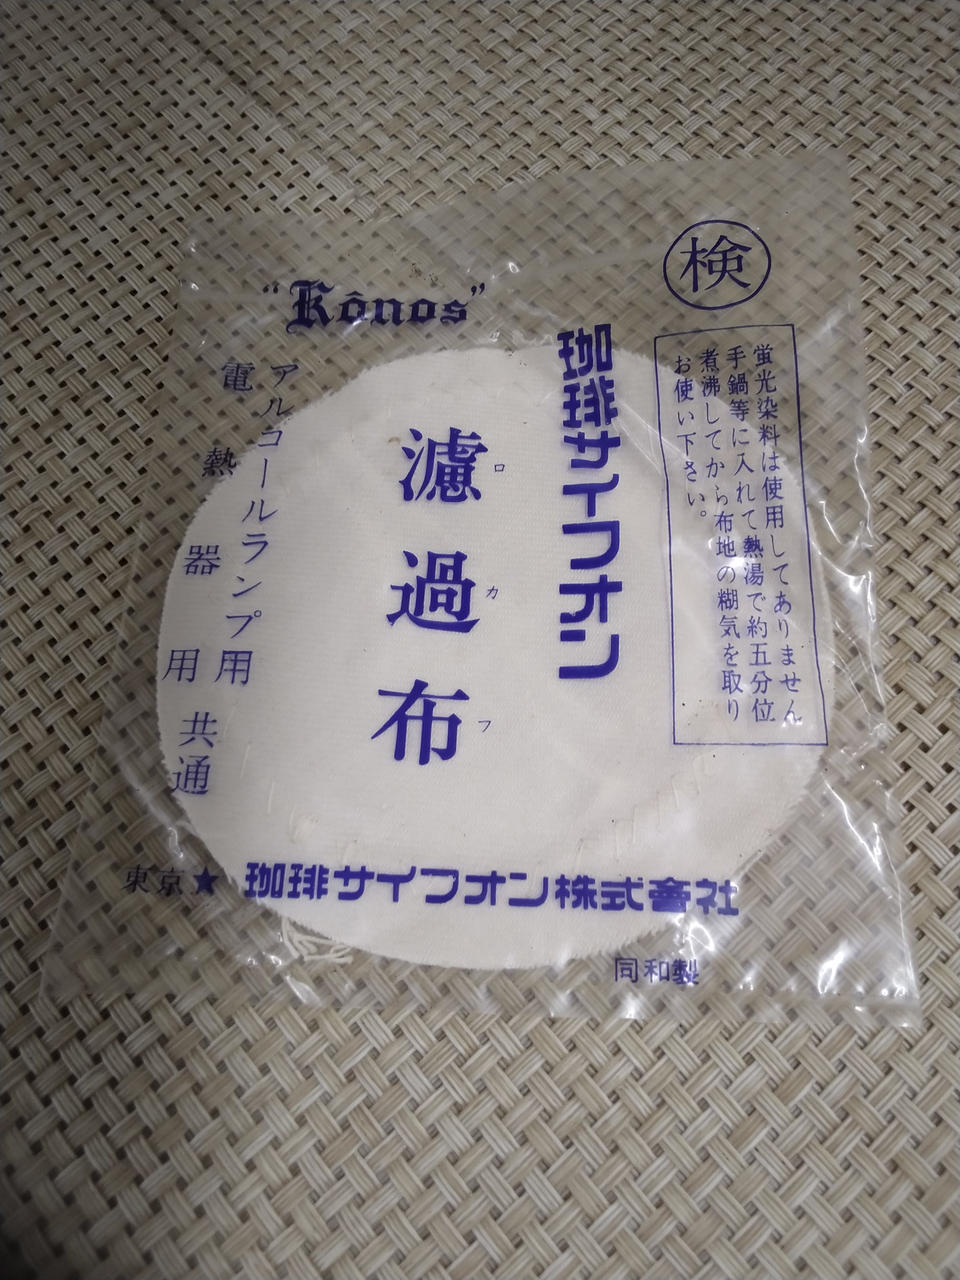 検
"Kônos"
蛍光染料は使用してありません
手鍋等に入れて熱湯で約五分位
煮沸してから布地の糊気を取り
お使い下さい。
珈琲サイフオン
濾過布
ロカフ
アルコールランプ用
電熱器用共通
東京★珈琲サイフオン株式會社
同和製